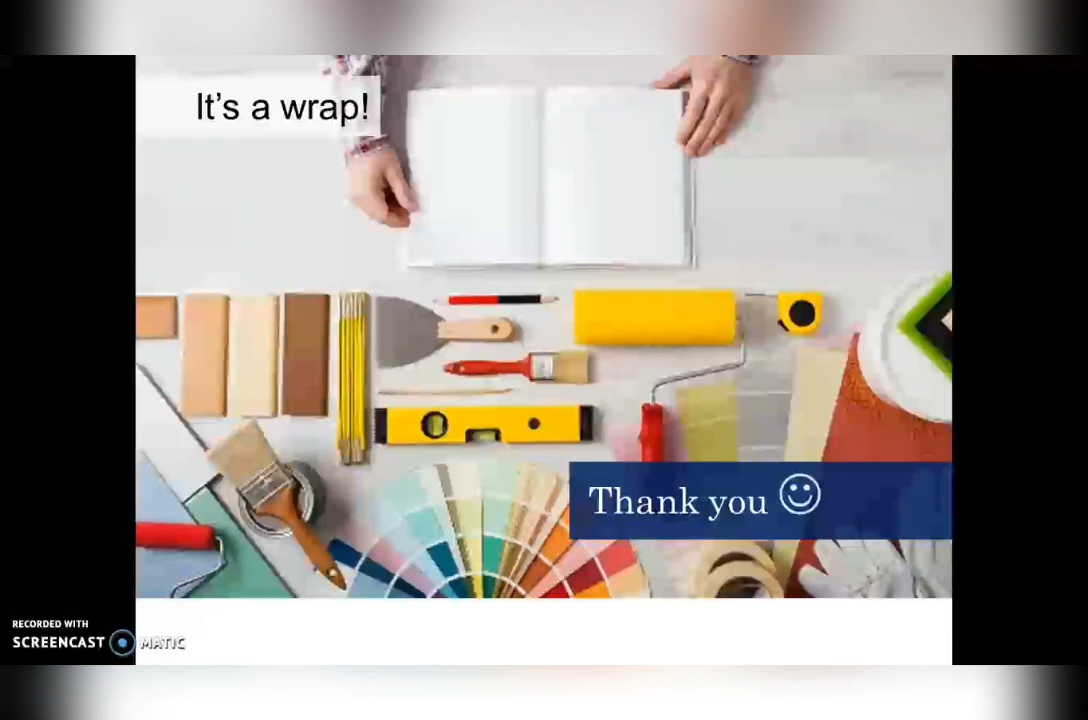 It's a wrap!
Thank you ☺
RECORDED WITH
SCREENCAST MATIC